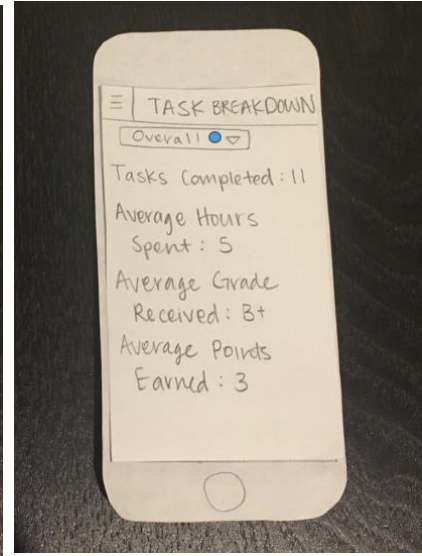 TASK BREAKDOWN
Overall
Tasks Completed: 11
Average Hours
Spent: 5
Average Grade
Received: B+
Average Points
Earned: 3